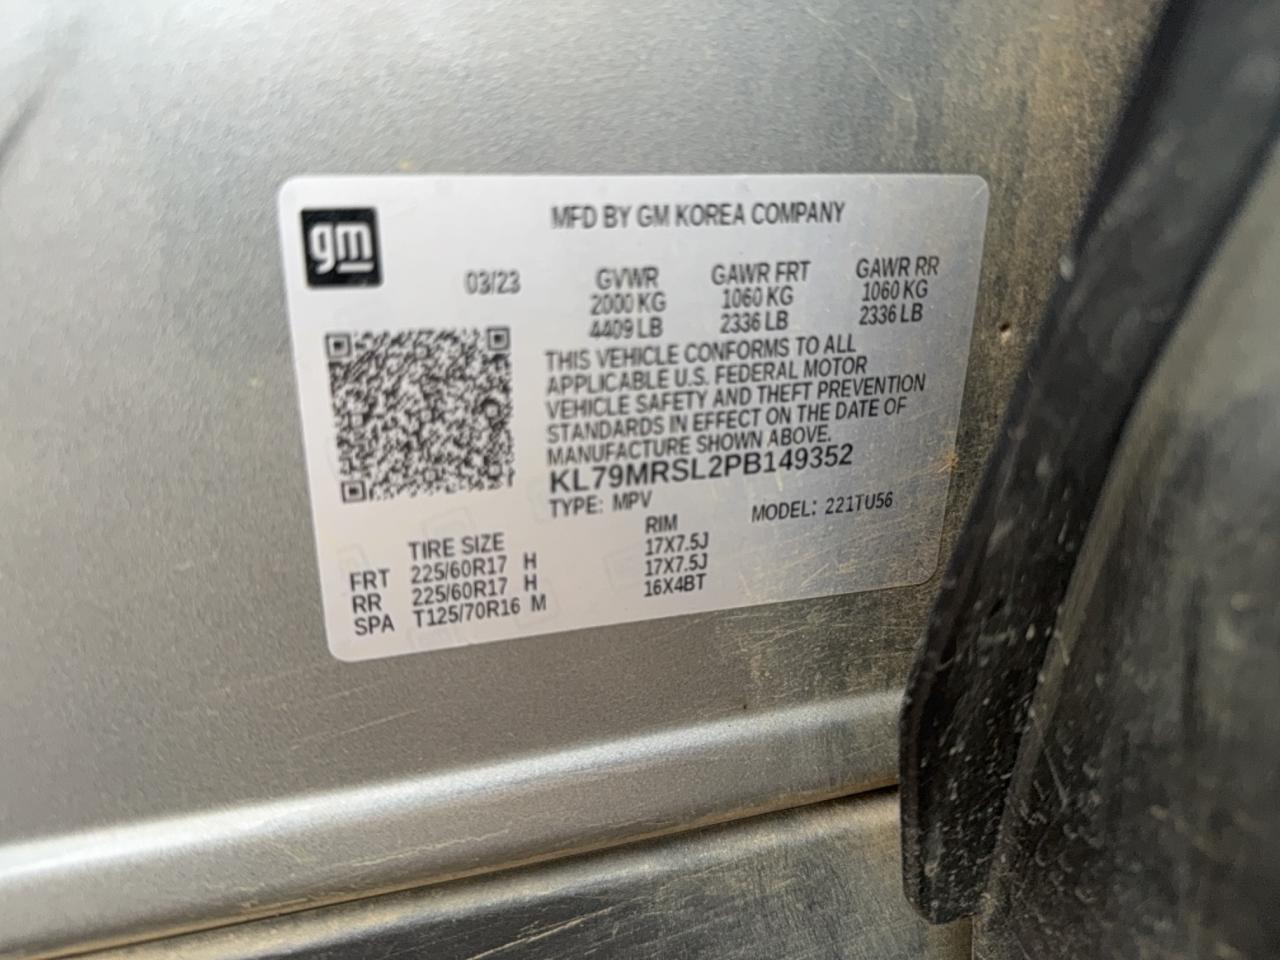 gm
MFD BY GM KOREA COMPANY
03/23 GVWR GAWR FRT GAWR RR
2000 KG 1060 KG 1060 KG
4409 LB 2336 LB 2336 LB
THIS VEHICLE CONFORMS TO ALL
APPLICABLE U.S. FEDERAL MOTOR
VEHICLE SAFETY AND THEFT PREVENTION
STANDARDS IN EFFECT ON THE DATE OF
MANUFACTURE SHOWN ABOVE.
KL79MRSL2PB149352
TYPE: MPV MODEL: 221TU56
TIRE SIZE RIM
FRT 225/60R17 H 17X7.5J
RR 225/60R17 H 17X7.5J
SPA T125/70R16 M 16X4BT